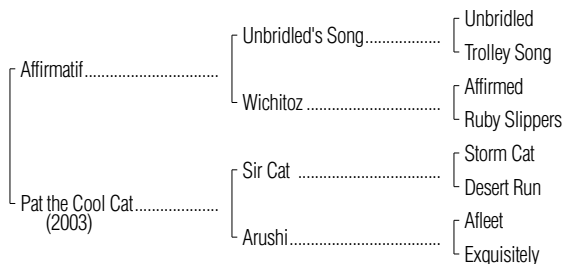 Unbridled
Unbridled's Song..................
Trolley Song
Affirmatif................................
Affirmed
Wichitoz ................................
Ruby Slippers
Storm Cat
Sir Cat ..................................
Desert Run
Pat the Cool Cat....................
(2003)
Afleet
Arushi....................................
Exquisitely